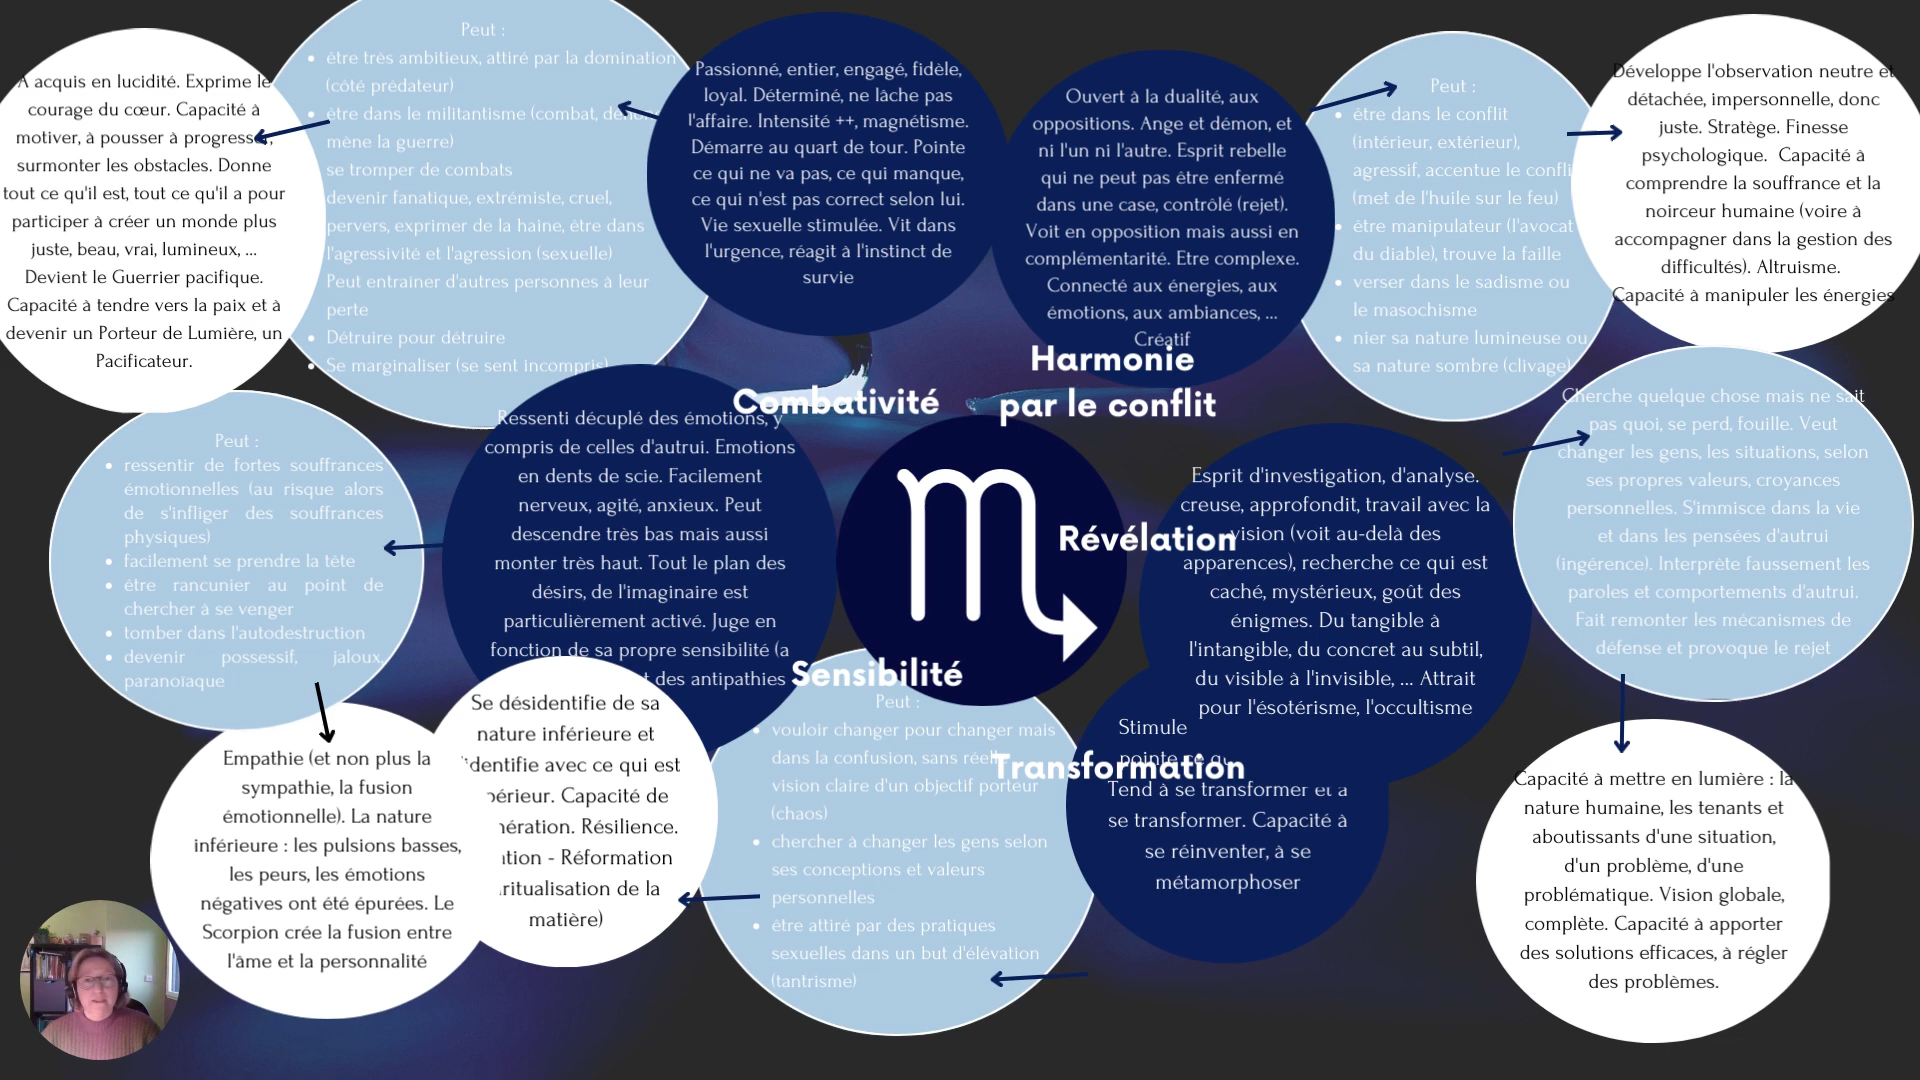 A acquis en lucidité. Exprime le
courage du cœur. Capacité à
motiver, à pousser à progresser,
surmonter les obstacles. Donne
tout ce qu'il est, tout ce qu'il a pour
participer à créer un monde plus
juste, beau, vrai, lumineux, ...
Devient le Guerrier pacifique.
Capacité à tendre vers la paix et à
devenir un Porteur de Lumière, un
Pacificateur.
Peut :
• être très ambitieux, attiré par la domination
(côté prédateur)
• être dans le militantisme (combat,
mène la guerre)
se tromper de combats
devenir fanatique, extrémiste, cruel,
pervers, exprimer de la haine, être dans
l'agressivité et l'agression (sexuelle)
Peut entraîner d'autres personnes à leur
perte
• Détruire pour détruire
• Se marginaliser (se sent incompris)
Passionné, entier, engagé, fidèle,
loyal. Déterminé, ne lâche pas
l'affaire. Intensité ++, magnétisme.
Démarre au quart de tour. Pointe
ce qui ne va pas, ce qui manque,
ce qui n'est pas correct selon lui.
Vie sexuelle stimulée. Vit dans
l'urgence, réagit à l'instinct de
survie
Combativité
Ouvert à la dualité, aux
oppositions. Ange et démon, et
ni l'un ni l'autre. Esprit rebelle
qui ne peut pas être enfermé
dans une case, contrôlé (rejet).
Voit en opposition mais aussi en
complémentarité. Etre complexe.
Connecté aux énergies, aux
émotions, aux ambiances, ...
Créatif
Harmonie
par le conflit
Peut :
• être dans le conflit
(intérieur, extérieur),
agressif, accentue le conflit
(met de l'huile sur le feu)
• être manipulateur (l'avocat
du diable), trouve la faille
• verser dans le sadisme ou
le masochisme
• nier sa nature lumineuse ou
sa nature sombre (clivage)
Développe l'observation neutre et
détachée, impersonnelle, donc
juste. Stratège. Finesse
psychologique. Capacité à
comprendre la souffrance et la
noirceur humaine (voire à
accompagner dans la gestion des
difficultés). Altruisme.
Capacité à manipuler les énergies
Peut :
• ressentir de fortes souffrances
émotionnelles (au risque alors
de s'infliger des souffrances
physiques)
• facilement se prendre la tête
• être rancunier au point de
chercher à se venger
• tomber dans l'autodestruction
• devenir possessif, jaloux,
paranoïaque
Ressenti décuplé des émotions, y
compris de celles d'autrui. Emotions
en dents de scie. Facilement
nerveux, agité, anxieux. Peut
descendre très bas mais aussi
monter très haut. Tout le plan des
désirs, de l'imaginaire est
particulièrement activé. Juge en
fonction de sa propre sensibilité (a
des antipathies
Sensibilité
Révélation
Esprit d'investigation, d'analyse.
creuse, approfondit, travail avec la
vision (voit au-delà des
apparences), recherche ce qui est
caché, mystérieux, goût des
énigmes. Du tangible à
l'intangible, du concret au subtil,
du visible à l'invisible, ... Attrait
pour l'ésotérisme, l'occultisme
Cherche quelque chose mais ne sait
pas quoi, se perd, fouille. Veut
changer les gens, les situations, selon
ses propres valeurs, croyances
personnelles. S'immisce dans la vie
et dans les pensées d'autrui
(ingérence). Interprète faussement les
paroles et comportements d'autrui.
Fait remonter les mécanismes de
défense et provoque le rejet
Empathie (et non plus la
sympathie, la fusion
émotionnelle). La nature
inférieure : les pulsions basses,
les peurs, les émotions
négatives ont été épurées. Le
Scorpion crée la fusion entre
l'âme et la personnalité
Se désidentifie de sa
nature inférieure et
s'identifie avec ce qui est
Capacité de
Résilience.
- Réformation
de la
matière)
Peut :
• vouloir changer pour changer mais
dans la confusion, sans réelle
vision claire d'un objectif porteur
(chaos)
• chercher à changer les gens selon
ses conceptions et valeurs
personnelles
• être attiré par des pratiques
sexuelles dans un but d'élévation
(tantrisme)
Transformation
Stimule
pointe ce
Tend à se transformer et à
se transformer. Capacité à
se réinventer, à se
métamorphoser
Capacité à mettre en lumière : la
nature humaine, les tenants et
aboutissants d'une situation,
d'un problème, d'une
problématique. Vision globale,
complète. Capacité à apporter
des solutions efficaces, à régler
des problèmes.